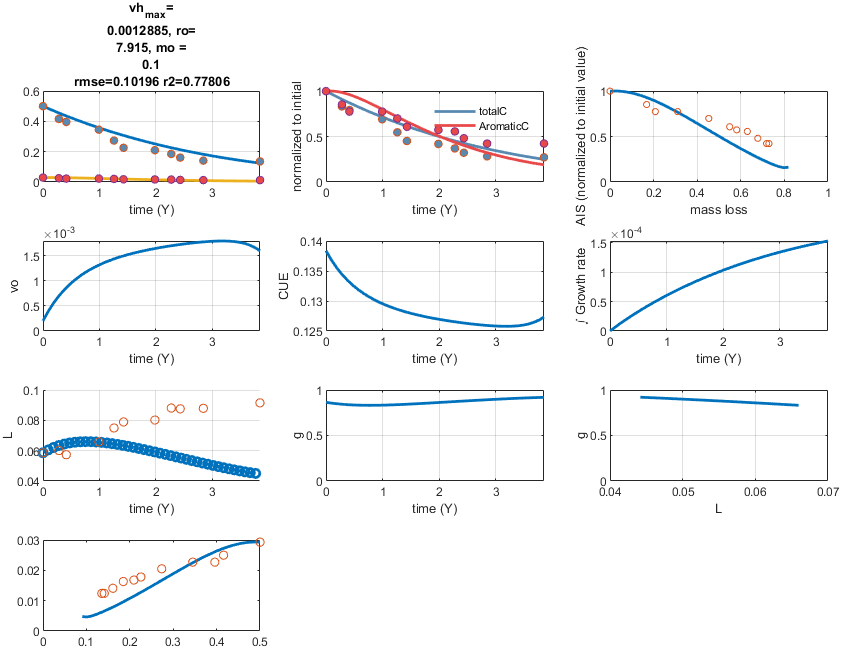 vh_max=
0.0012885, ro=
7.915, mo =
0.1
rmse=0.10196 r2=0.77806
0.6
0.4
0.2
0
0 1 2 3
time (Y)
normalized to initial
1
0.5
0
totalC
AromaticC
0 1 2 3
time (Y)
AIS (normalized to initial value)
1
0.5
0
0 0.2 0.4 0.6 0.8 1
mass loss
×10^-3
vo
1.5
1
0.5
0
0 1 2 3
time (Y)
CUE
0.14
0.135
0.13
0.125
0 1 2 3
time (Y)
×10^-4
∫ Growth rate
1.5
1
0.5
0
0 1 2 3
time (Y)
L
0.1
0.08
0.06
0.04
0 1 2 3
time (Y)
g
1
0.5
0
0 1 2 3
time (Y)
g
1
0.5
0
0.04 0.05 0.06 0.07
L
0.03
0.02
0.01
0
0 0.1 0.2 0.3 0.4 0.5